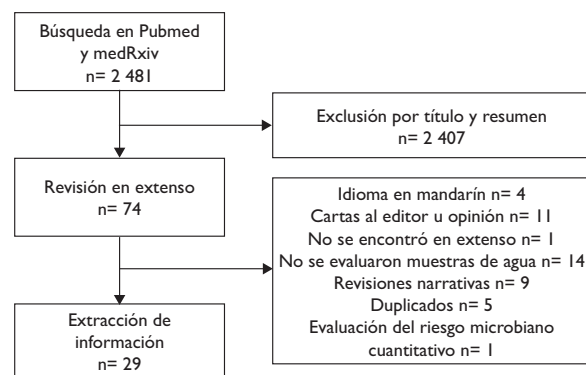 Búsqueda en Pubmed
y medRxiv
n= 2 481
Exclusión por título y resumen
n= 2 407
Revisión en extenso
n= 74
Idioma en mandarín n= 4
Cartas al editor u opinión n= 11
No se encontró en extenso n= 1
No se evaluaron muestras de agua n= 14
Revisiones narrativas n= 9
Duplicados n= 5
Evaluación del riesgo microbiano
cuantitativo n= 1
Extracción de
información
n= 29